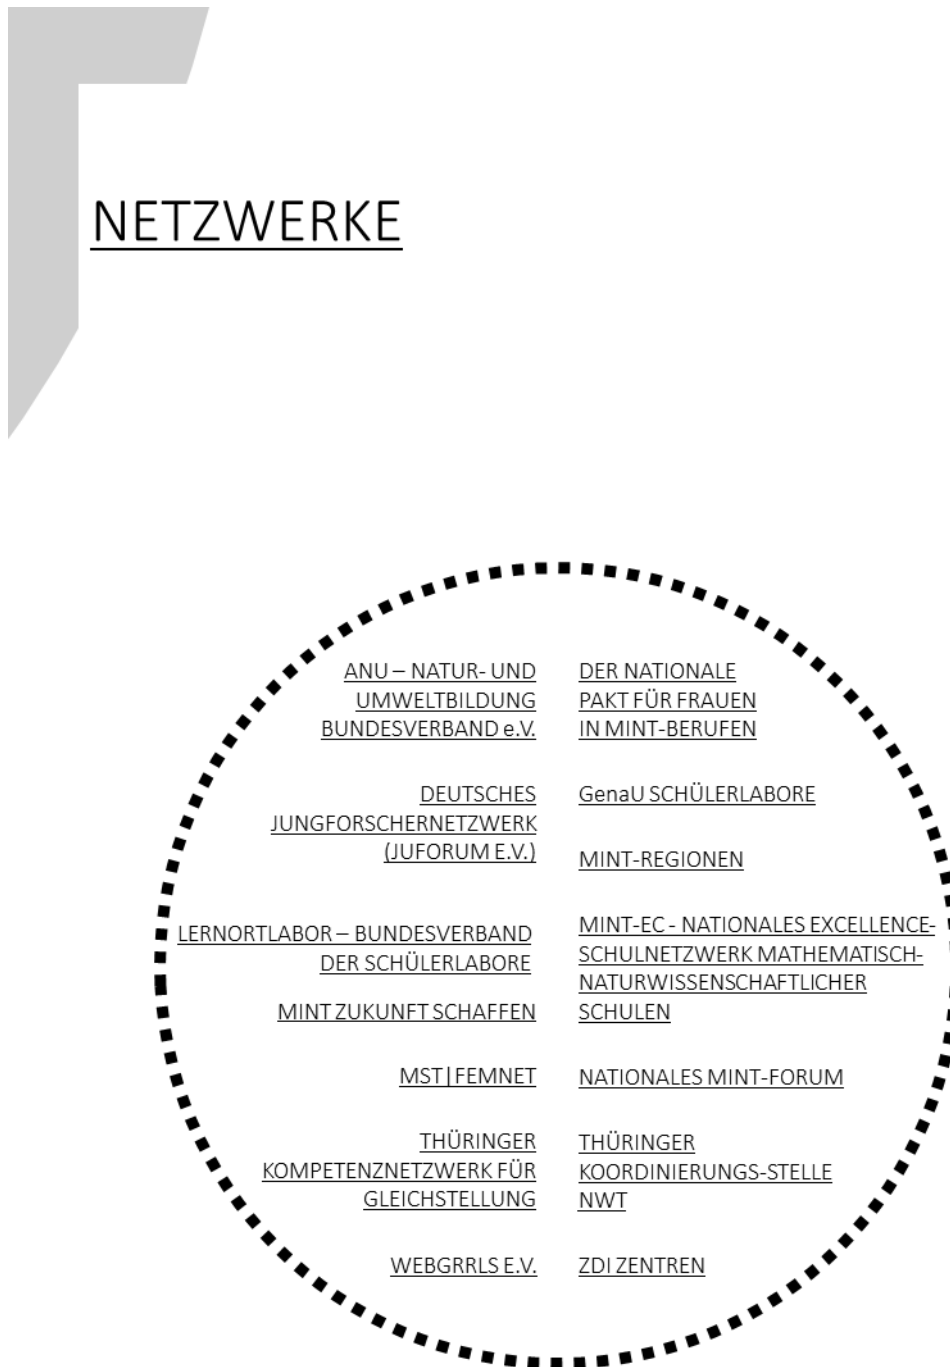 NETZWERKE
ANU – NATUR- UND
UMWELTBILDUNG
BUNDESVERBAND e.V.
DEUTSCHES
JUNGFORSCHERNETZWERK
(JUFORUM E.V.)
LERNORTLABOR – BUNDESVERBAND
DER SCHÜLERLABORE
MINT ZUKUNFT SCHAFFEN
MST|FEMNET
THÜRINGER
KOMPETENZNETZWERK FÜR
GLEICHSTELLUNG
WEBGRRLS E.V.
DER NATIONALE
PAKT FÜR FRAUEN
IN MINT-BERUFEN
GenaU SCHÜLERLABORE
MINT-REGIONEN
MINT-EC - NATIONALES EXCELLENCE-
SCHULNETZWERK MATHEMATISCH-
NATURWISSENSCHAFTLICHER
SCHULEN
NATIONALES MINT-FORUM
THÜRINGER
KOORDINIERUNGS-STELLE
NWT
ZDI ZENTREN